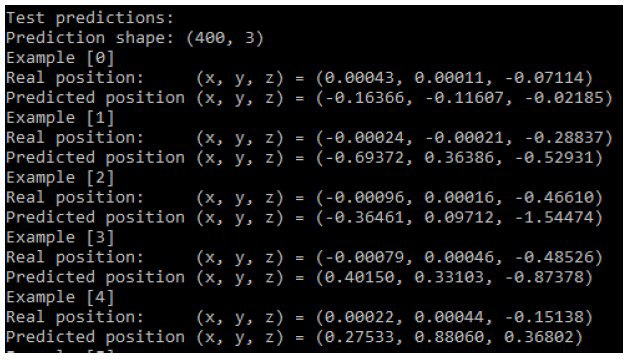 Test predictions:
Prediction shape: (400, 3)
Example [0]
Real position:      (x, y, z) = (0.00043, 0.00011, -0.07114)
Predicted position (x, y, z) = (-0.16366, -0.11607, -0.02185)
Example [1]
Real position:      (x, y, z) = (-0.00024, -0.00021, -0.28837)
Predicted position (x, y, z) = (-0.69372, 0.36386, -0.52931)
Example [2]
Real position:      (x, y, z) = (-0.00096, 0.00016, -0.46610)
Predicted position (x, y, z) = (-0.36461, 0.09712, -1.54474)
Example [3]
Real position:      (x, y, z) = (-0.00079, 0.00046, -0.48526)
Predicted position (x, y, z) = (0.40150, 0.33103, -0.87378)
Example [4]
Real position:      (x, y, z) = (0.00022, 0.00044, -0.15138)
Predicted position (x, y, z) = (0.27533, 0.88060, 0.36802)